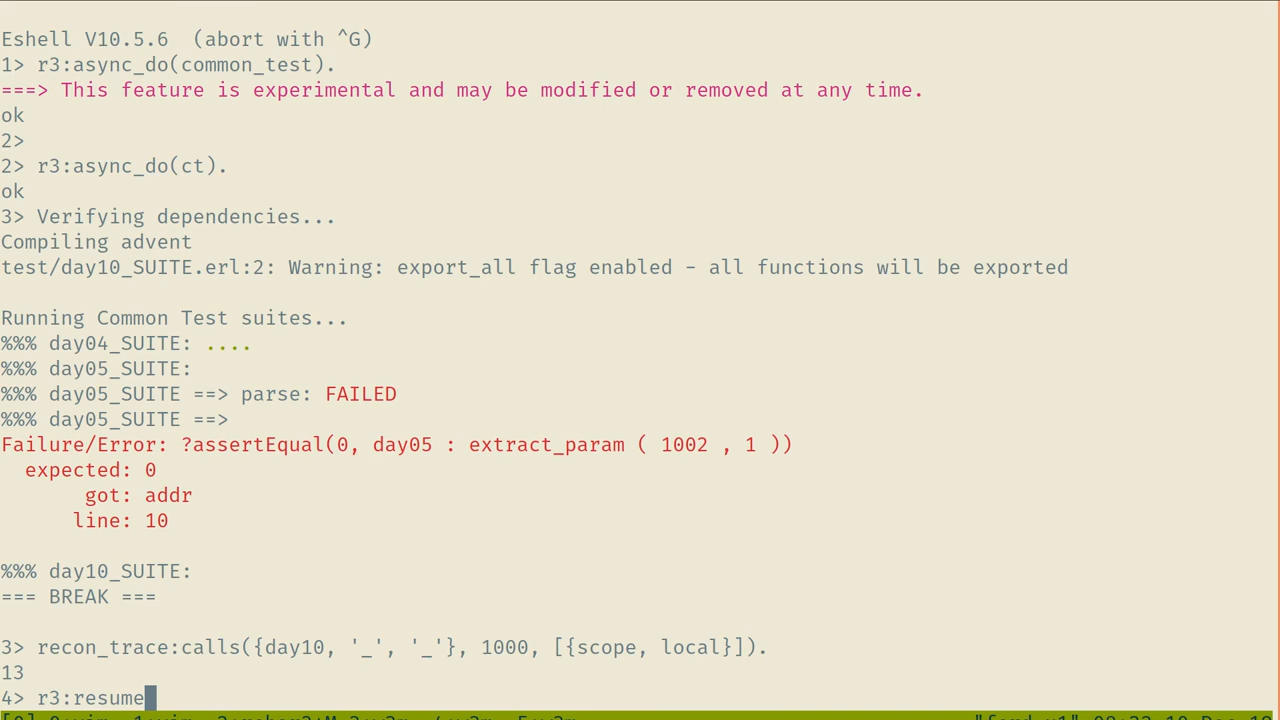 Eshell V10.5.6  (abort with ^G)
1> r3:async_do(common_test).
===> This feature is experimental and may be modified or removed at any time.
ok
2>
2> r3:async_do(ct).
ok
3> Verifying dependencies...
Compiling advent
test/day10_SUITE.erl:2: Warning: export_all flag enabled - all functions will be exported
Running Common Test suites...
%%% day04_SUITE: ....
%%% day05_SUITE:
%%% day05_SUITE ==> parse: FAILED
%%% day05_SUITE ==>
Failure/Error: ?assertEqual(0, day05 : extract_param ( 1002 , 1 ))
  expected: 0
       got: addr
      line: 10
%%% day10_SUITE:
=== BREAK ===
3> recon_trace:calls({day10, '_', '_'}, 1000, [{scope, local}]).
13
4> r3:resume